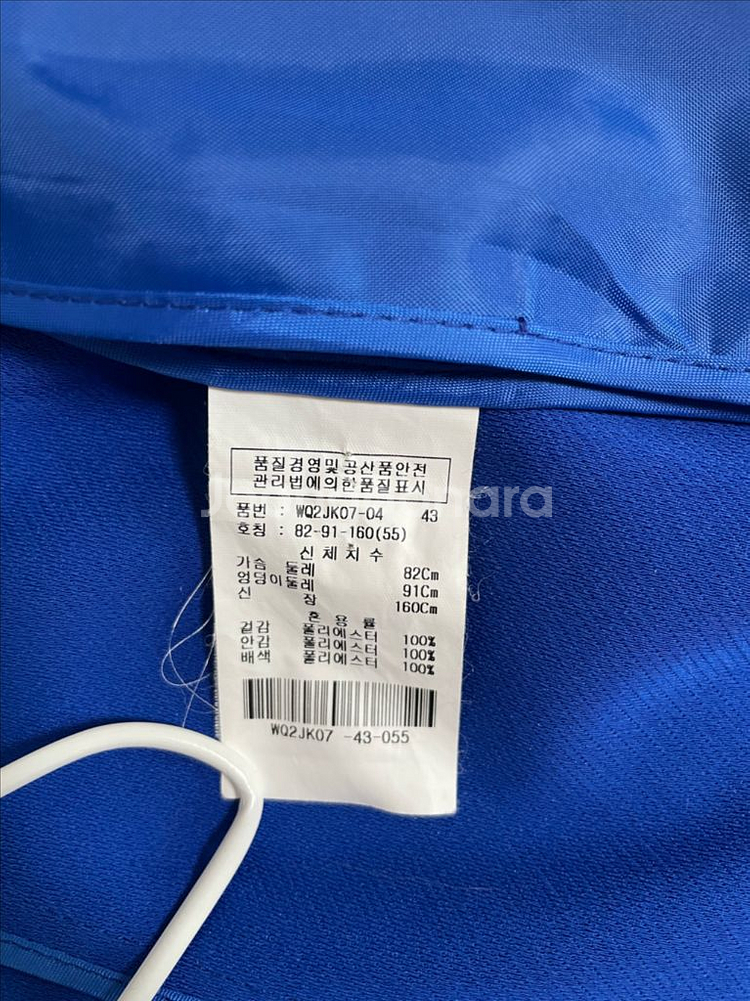 품질경영및공산품안전
관리법에의한품질표시
품번 : WQ2JK07-04 43
호칭 : 82-91-160(55)
신체치수
가슴 둘레 82Cm
엉덩이둘레 91Cm
신 장 160Cm
혼 용 률
겉감 폴리에스터 100%
안감 폴리에스터 100%
배색 폴리에스터 100%
WQ2JK07 -43-055